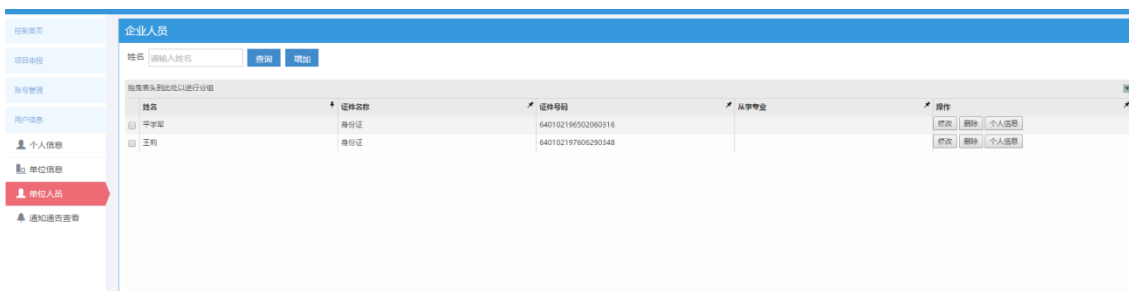 控制首页
项目申报
账号管理
用户信息
个人信息
单位信息
单位人员
通知通告查看
企业人员
姓名 请输入姓名 查询 增加
拖曳表头到此处以进行分组
姓名 证件名称 证件号码 从事专业 操作
平学军 身份证 640102196502060316 修改 删除 个人信息
王昀 身份证 640102197606290348 修改 删除 个人信息